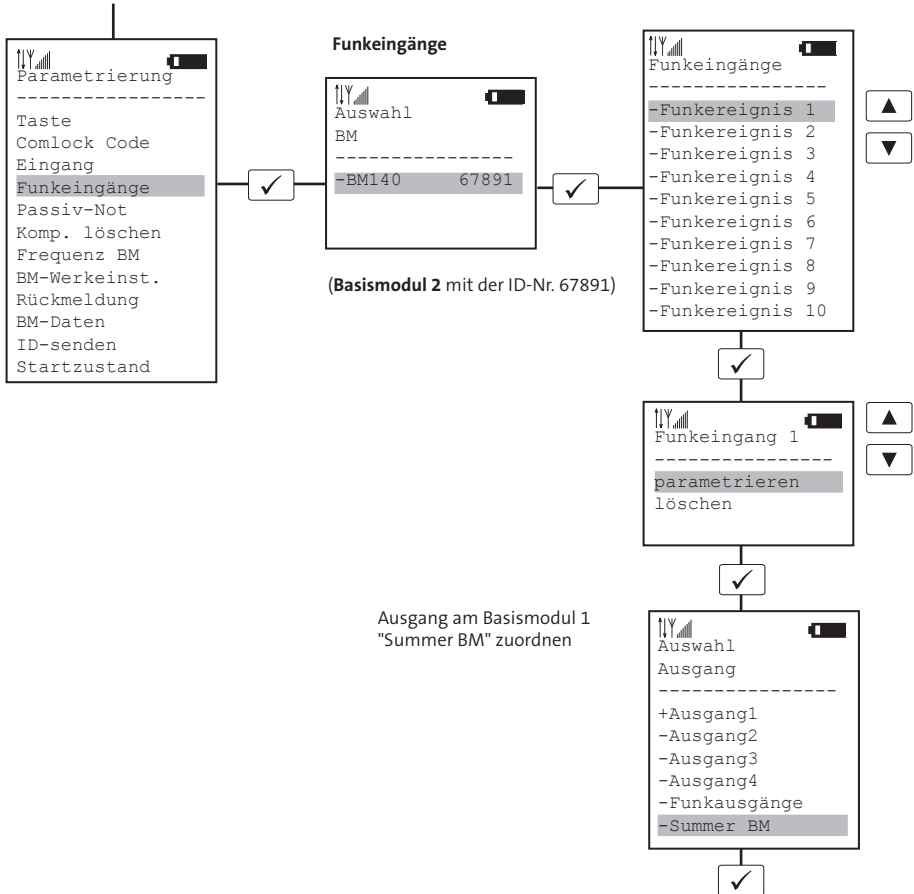 Parametrierung
------------------
Taste
Comlock Code
Eingang
Funkeingänge
Passiv-Not
Komp. löschen
Frequenz BM
BM-Werkeinst.
Rückmeldung
BM-Daten
ID-senden
Startzustand
Funkeingänge
Auswahl
BM
-----------------
-BM140 67891
(Basismodul 2 mit der ID-Nr. 67891)
Funkeingänge
-----------------
-Funkereignis 1
-Funkereignis 2
-Funkereignis 3
-Funkereignis 4
-Funkereignis 5
-Funkereignis 6
-Funkereignis 7
-Funkereignis 8
-Funkereignis 9
-Funkereignis 10
Funkeingang 1
-----------------
parametrieren
löschen
Ausgang am Basismodul 1
"Summer BM" zuordnen
Auswahl
Ausgang
-----------------
+Ausgang1
-Ausgang2
-Ausgang3
-Ausgang4
-Funkausgänge
-Summer BM